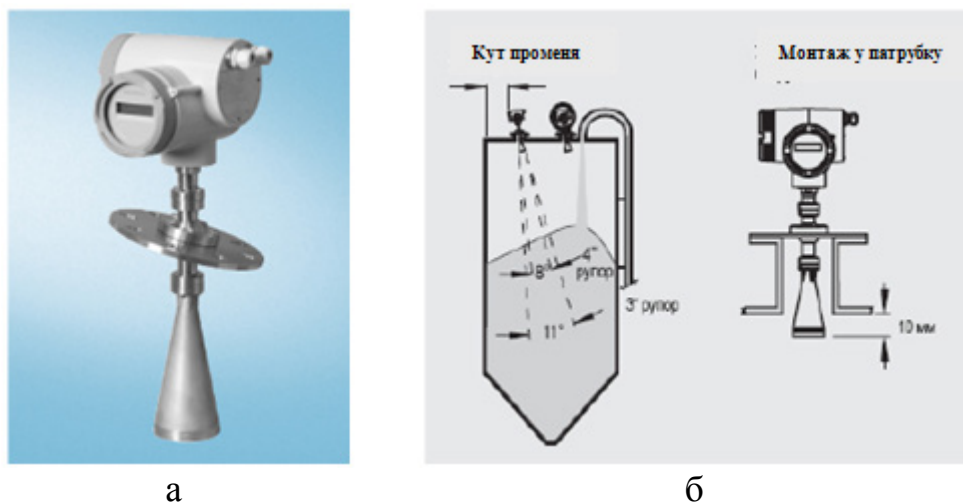 Кут променя
Монтаж у патрубку
8°
4"
рупор
3" рупор
11°
10 мм
а
б